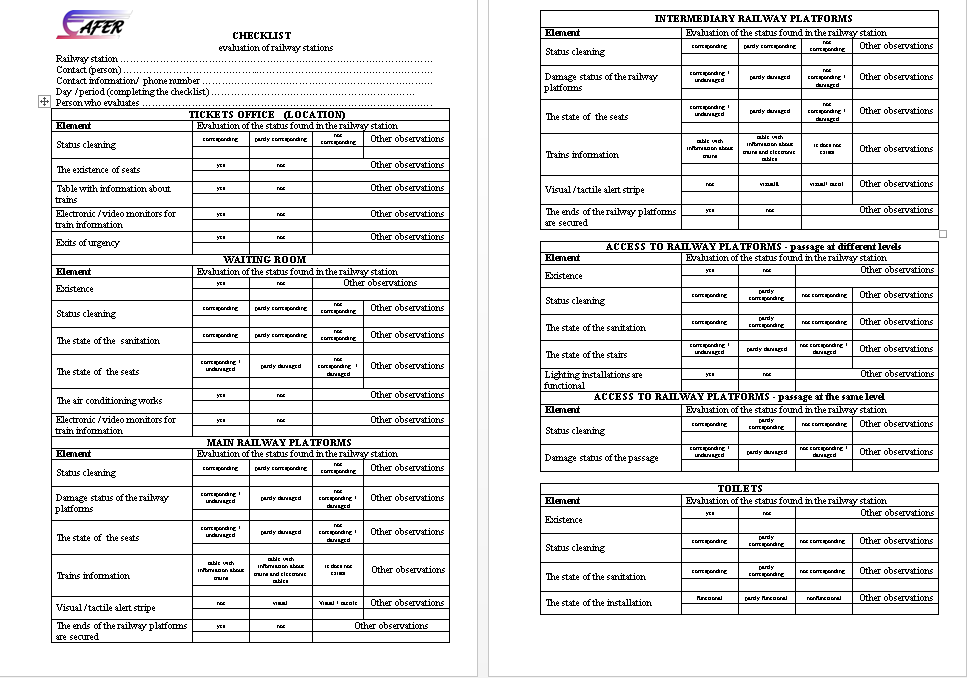 AFER
CHECKLIST
evaluation of railway stations
Railway station ……………………………………………………………………………
Contact (person) ……………………………………………………………………………
Contact information/ phone number ………………………………………………………
Day /period (completing the checklist) …………………………………………………
Person who evaluates ………………………………………………………………………
TICKETS OFFICE (LOCATION)
Element Evaluation of the status found in the railway station
Status cleaning corresponding partly corresponding not corresponding Other observations
The existence of seats yes not Other observations
Table with information about trains yes not Other observations
Electronic / video monitors for train information yes not Other observations
Exits of urgency yes not Other observations
WAITING ROOM
Element Evaluation of the status found in the railway station
Existence yes not Other observations
Status cleaning corresponding partly corresponding not corresponding Other observations
The state of the sanitation corresponding partly corresponding not corresponding Other observations
The state of the seats corresponding / undamaged partly damaged not corresponding / damaged Other observations
The air conditioning works yes not Other observations
Electronic / video monitors for train information yes not Other observations
MAIN RAILWAY PLATFORMS
Element Evaluation of the status found in the railway station
Status cleaning corresponding partly corresponding not corresponding Other observations
Damage status of the railway platforms corresponding / undamaged partly damaged not corresponding / damaged Other observations
The state of the seats corresponding / undamaged partly damaged not corresponding / damaged Other observations
Trains information table with information about trains table with information about trains and electronic tables it does not exists Other observations
Visual / tactile alert stripe not visual Visual / tactile Other observations
The ends of the railway platforms are secured yes not Other observations
INTERMEDIARY RAILWAY PLATFORMS
Element Evaluation of the status found in the railway station
Status cleaning corresponding partly corresponding not corresponding Other observations
Damage status of the railway platforms corresponding / undamaged partly damaged not corresponding / damaged Other observations
The state of the seats corresponding / undamaged partly damaged not corresponding / damaged Other observations
Trains information table with information about trains table with information about trains and electronic tables it does not exists Other observations
Visual / tactile alert stripe not Other observations
The ends of the railway platforms are secured yes not Other observations
ACCESS TO RAILWAY PLATFORMS - passage at different levels
Element Evaluation of the status found in the railway station
Existence yes not Other observations
Status cleaning corresponding partly corresponding not corresponding Other observations
The state of the sanitation corresponding partly corresponding not corresponding Other observations
The state of the stairs corresponding / undamaged partly damaged not corresponding / damaged Other observations
Lighting installations are functional yes not Other observations
ACCESS TO RAILWAY PLATFORMS - passage at the same level
Element Evaluation of the status found in the railway station
Status cleaning corresponding partly corresponding not corresponding Other observations
Damage status of the passage corresponding / undamaged partly damaged not corresponding / damaged Other observations
TOILETS
Element Evaluation of the status found in the railway station
Existence yes not Other observations
Status cleaning corresponding partly corresponding not corresponding Other observations
The state of the sanitation corresponding partly corresponding not corresponding Other observations
The state of the installation functional partly functional nonfunctional Other observations